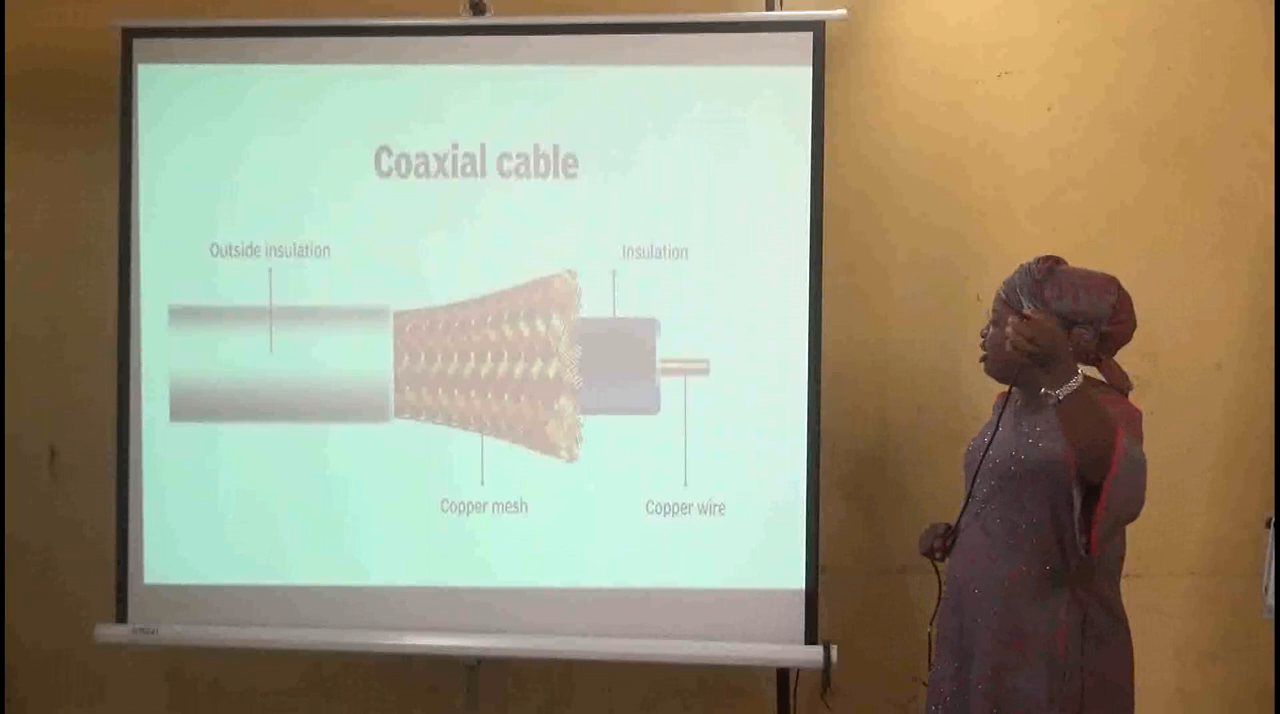 Coaxial cable
Outside insulation
Insulation
Copper mesh
Copper wire